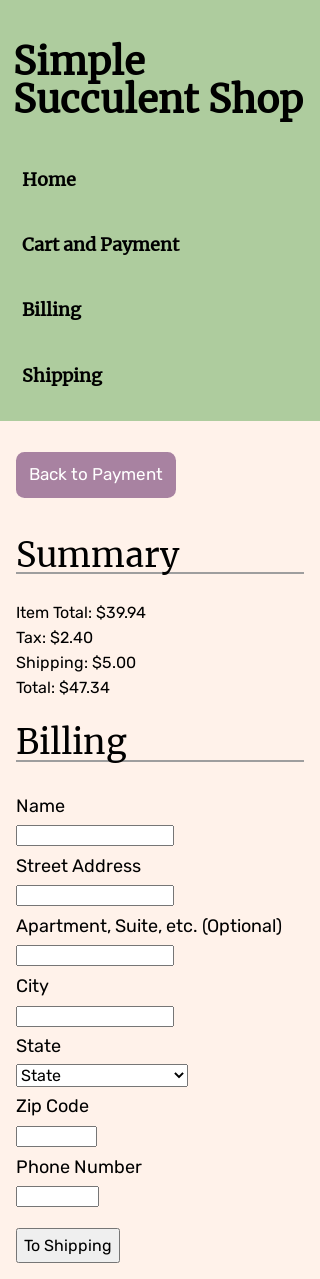 Simple
Succulent Shop
Home
Cart and Payment
Billing
Shipping
Back to Payment
Summary
Item Total: $39.94
Tax: $2.40
Shipping: $5.00
Total: $47.34
Billing
Name
Street Address
Apartment, Suite, etc. (Optional)
City
State
State
Zip Code
Phone Number
To Shipping